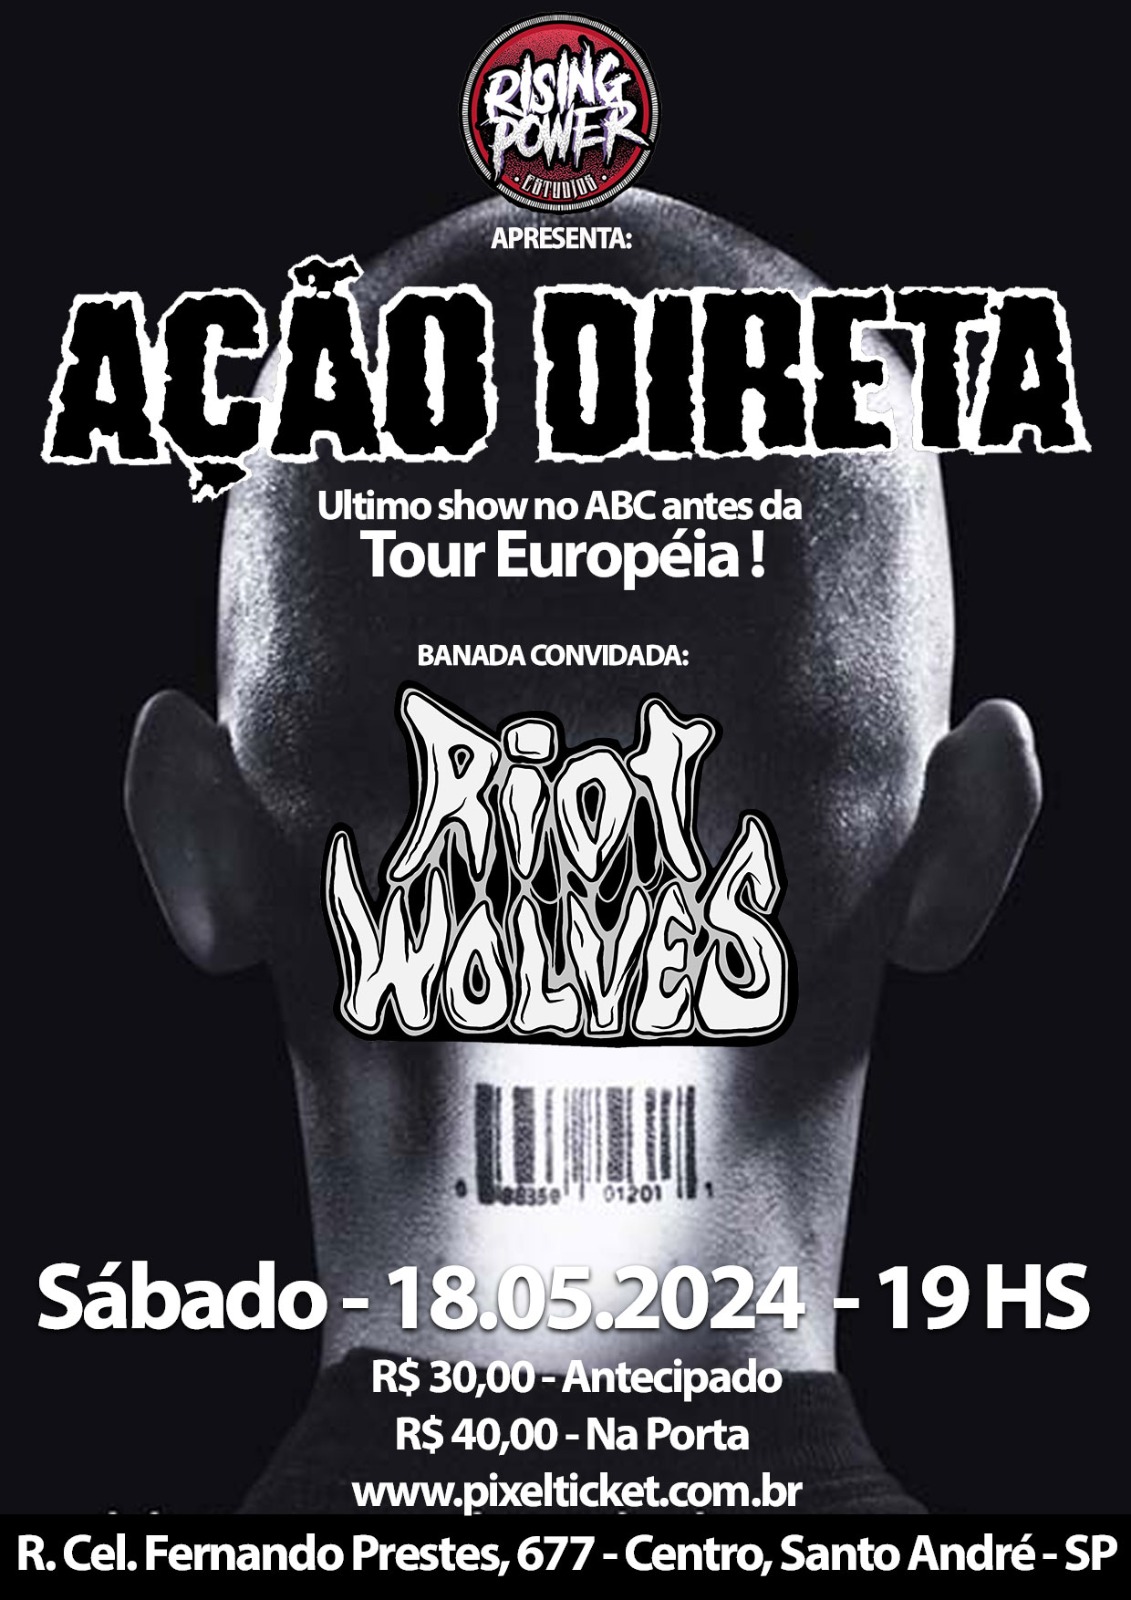 RISING
POWER
ESTUDIOS
APRESENTA:
AÇÃO DIRETA
Ultimo show no ABC antes da
Tour Européia !
BANADA CONVIDADA:
RioT
WOLVES
01201 1
Sábado - 18.05.2024 - 19 HS
R$ 30,00 - Antecipado
R$ 40,00 - Na Porta
www.pixelticket.com.br
R. Cel. Fernando Prestes, 677 - Centro, Santo André - SP